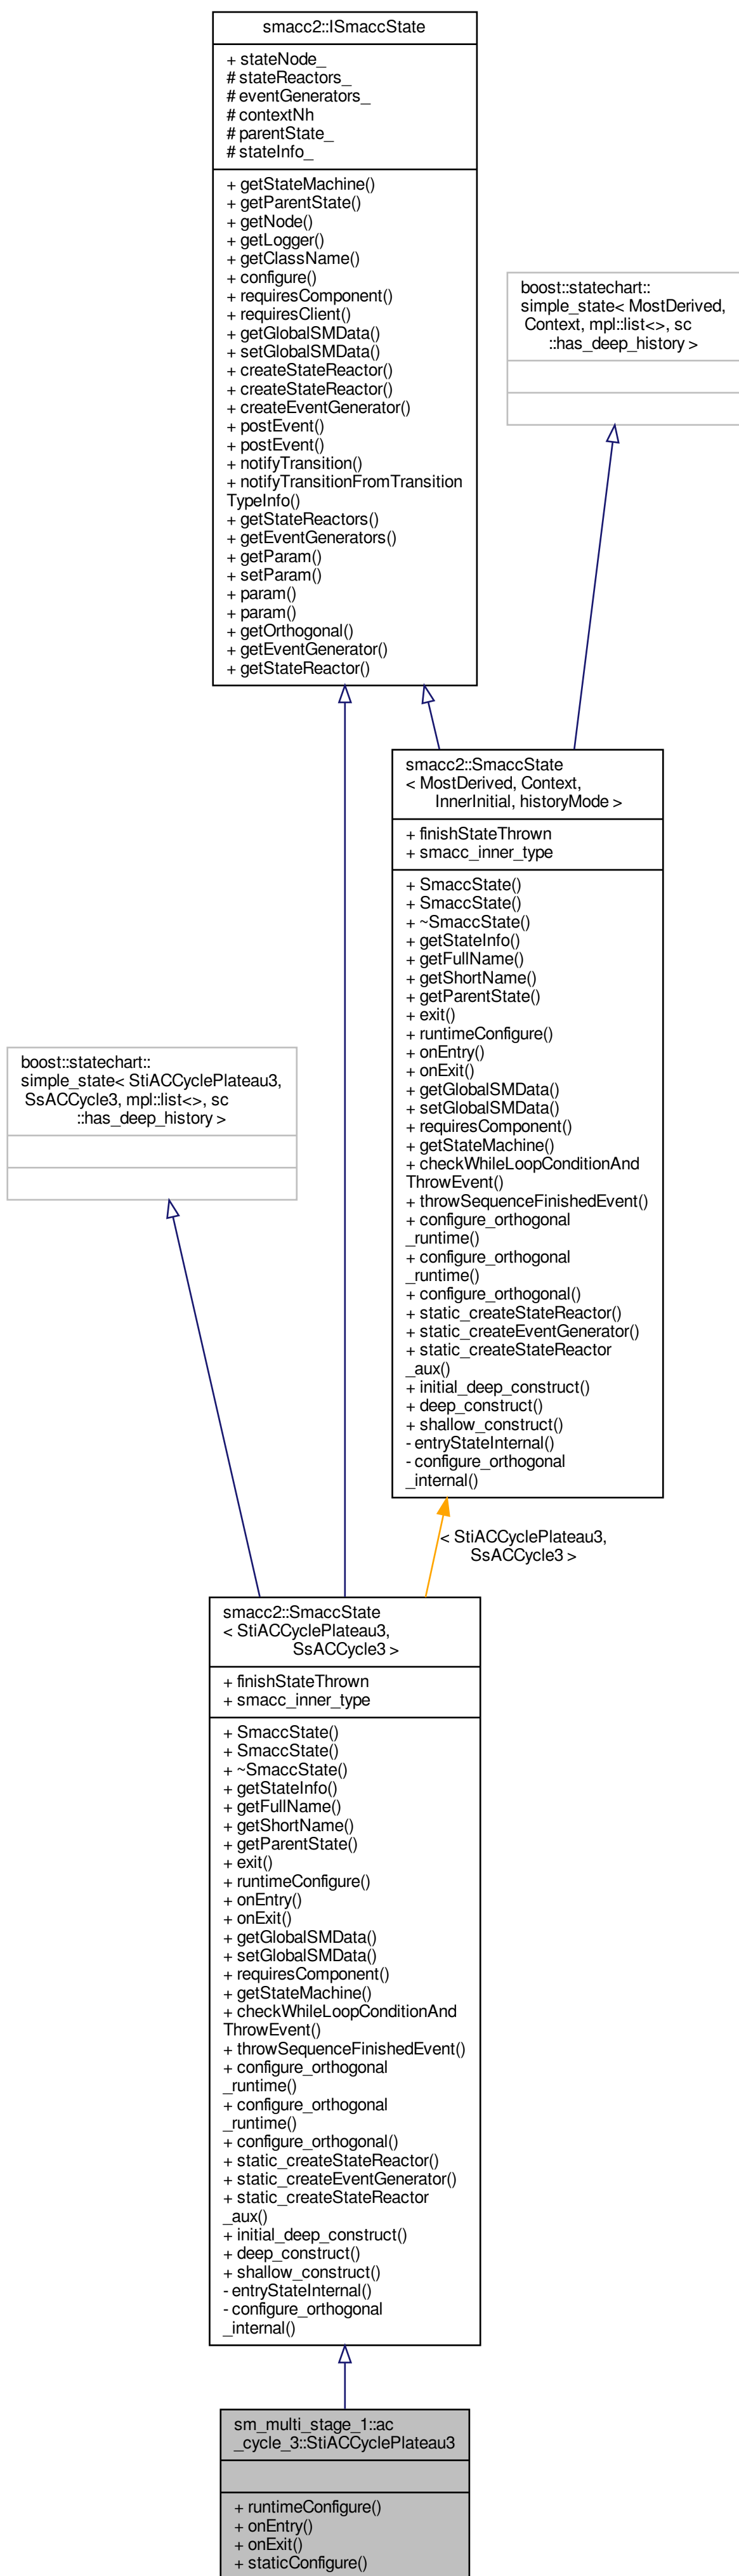 smacc2::ISmaccState
+ stateNode_
# stateReactors_
# eventGenerators_
# contextNh
# parentState_
# stateInfo_
+ getStateMachine()
+ getParentState()
+ getNode()
+ getLogger()
+ getClassName()
+ configure()
+ requiresComponent()
+ requiresClient()
+ getGlobalSMData()
+ setGlobalSMData()
+ createStateReactor()
+ createStateReactor()
+ createEventGenerator()
+ postEvent()
+ postEvent()
+ notifyTransition()
+ notifyTransitionFromTransition
TypeInfo()
+ getStateReactors()
+ getEventGenerators()
+ getParam()
+ setParam()
+ param()
+ param()
+ getOrthogonal()
+ getEventGenerator()
+ getStateReactor()
boost::statechart::
simple_state< MostDerived,
Context, mpl::list<>, sc
::has_deep_history >
smacc2::SmaccState
< MostDerived, Context,
InnerInitial, historyMode >
+ finishStateThrown
+ smacc_inner_type
+ SmaccState()
+ SmaccState()
+ ~SmaccState()
+ getStateInfo()
+ getFullName()
+ getShortName()
+ getParentState()
+ exit()
+ runtimeConfigure()
+ onEntry()
+ onExit()
+ getGlobalSMData()
+ setGlobalSMData()
+ requiresComponent()
+ getStateMachine()
+ checkWhileLoopConditionAnd
ThrowEvent()
+ throwSequenceFinishedEvent()
+ configure_orthogonal
_runtime()
+ configure_orthogonal
_runtime()
+ configure_orthogonal()
+ static_createStateReactor()
+ static_createEventGenerator()
+ static_createStateReactor
_aux()
+ initial_deep_construct()
+ deep_construct()
+ shallow_construct()
- entryStateInternal()
- configure_orthogonal
_internal()
boost::statechart::
simple_state< StiACCyclePlateau3,
SsACCycle3, mpl::list<>, sc
::has_deep_history >
< StiACCyclePlateau3,
SsACCycle3 >
smacc2::SmaccState
< StiACCyclePlateau3,
SsACCycle3 >
+ finishStateThrown
+ smacc_inner_type
+ SmaccState()
+ SmaccState()
+ ~SmaccState()
+ getStateInfo()
+ getFullName()
+ getShortName()
+ getParentState()
+ exit()
+ runtimeConfigure()
+ onEntry()
+ onExit()
+ getGlobalSMData()
+ setGlobalSMData()
+ requiresComponent()
+ getStateMachine()
+ checkWhileLoopConditionAnd
ThrowEvent()
+ throwSequenceFinishedEvent()
+ configure_orthogonal
_runtime()
+ configure_orthogonal
_runtime()
+ configure_orthogonal()
+ static_createStateReactor()
+ static_createEventGenerator()
+ static_createStateReactor
_aux()
+ initial_deep_construct()
+ deep_construct()
+ shallow_construct()
- entryStateInternal()
- configure_orthogonal
_internal()
sm_multi_stage_1::ac
_cycle_3::StiACCyclePlateau3
+ runtimeConfigure()
+ onEntry()
+ onExit()
+ staticConfigure()